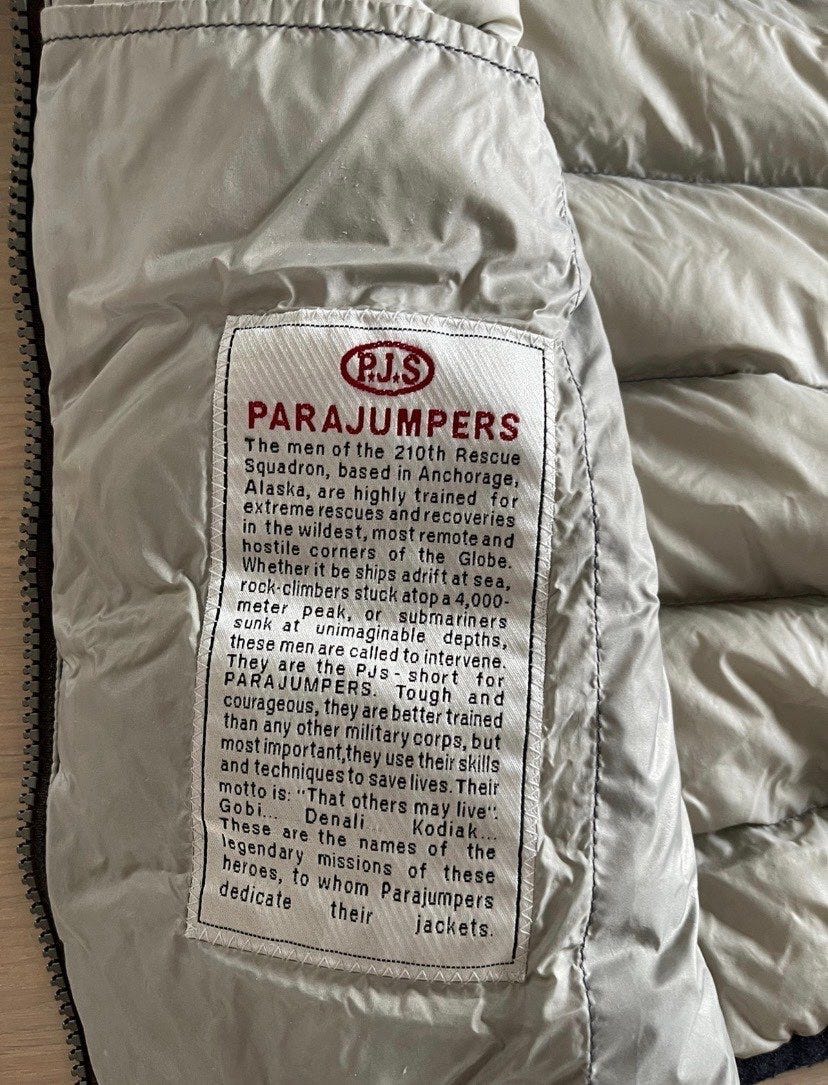 P.J.S
PARAJUMPERS
The men of the 210th Rescue
Squadron, based in Anchorage,
Alaska, are highly trained for
extreme rescues and recoveries
in the wildest, most remote and
hostile corners of the Globe.
Whether it be ships adrift at sea,
rock-climbers stuck atop a 4,000-
meter peak, or submariners
sunk at unimaginable depths,
these men are called to intervene.
They are the PJs - short for
PARAJUMPERS. Tough and
courageous, they are better trained
than any other military corps, but
most important,they use their skills
and techniques to save lives. Their
motto is: "That others may live".
Gobi... Denali... Kodiak...
These are the names of the
legendary missions of these
heroes, to whom Parajumpers
dedicate their jackets.